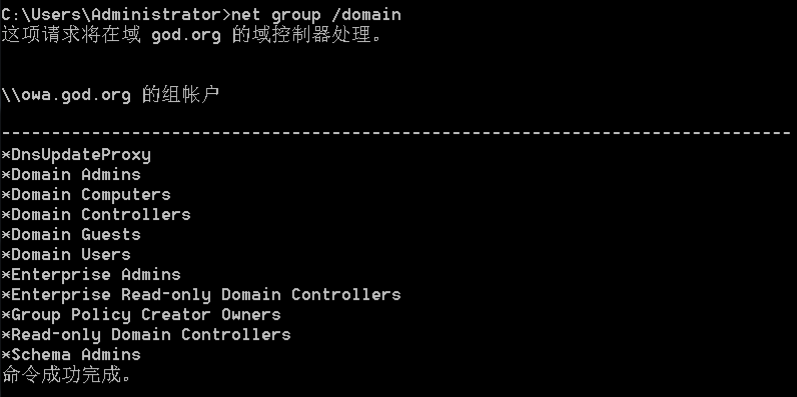 C:\Users\Administrator>net group /domain
这项请求将在域 god.org 的域控制器处理。
\\owa.god.org 的组帐户
-------------------------------------------------------------------------------
*DnsUpdateProxy
*Domain Admins
*Domain Computers
*Domain Controllers
*Domain Guests
*Domain Users
*Enterprise Admins
*Enterprise Read-only Domain Controllers
*Group Policy Creator Owners
*Read-only Domain Controllers
*Schema Admins
命令成功完成。